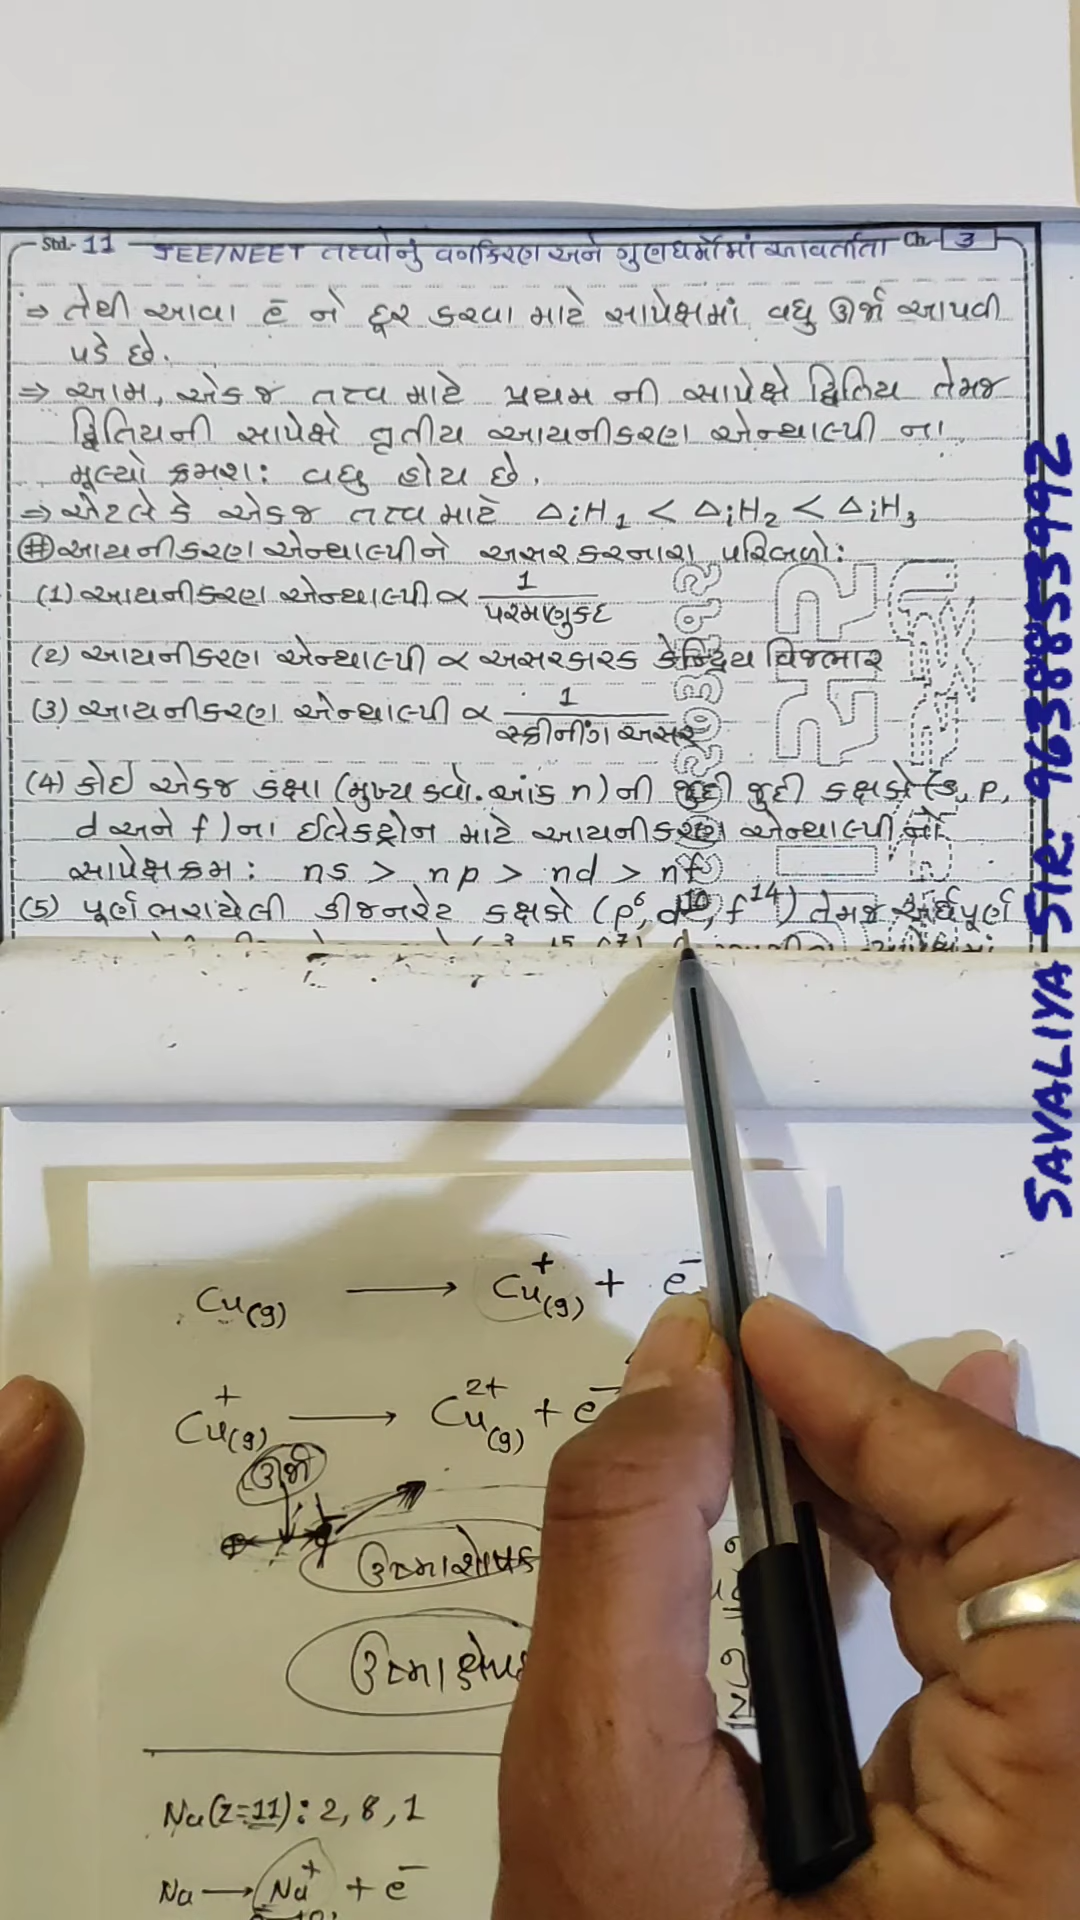 Std.- 11 JEE/NEET તત્ત્વોનું વર્ગીકરણ અને ગુણધર્મોમાં આવર્તતા Ch. 3
⇒ તેથી આવા ē ને દૂર કરવા માટે સાપેક્ષમાં વધુ ઊર્જા આપવી
પડે છે.
⇒ આમ, એક જ તત્ત્વ માટે પ્રથમ ની સાપેક્ષે દ્વિતિય તેમજ
દ્વિતિયની સાપેક્ષે તૃતીય આયનીકરણ એન્થાલ્પી ના
મૂલ્યો ક્રમશઃ વધુ હોય છે.
⇒ એટલે કે એક જ તત્ત્વ માટે ΔiH1 < ΔiH2 < ΔiH3
# આયનીકરણ એન્થાલ્પીને અસર કરનારા પરિબળો:
(1) આયનીકરણ એન્થાલ્પી ∝ 1/પરમાણુકદ
(2) આયનીકરણ એન્થાલ્પી ∝ અસરકારક કેન્દ્રિય વિજભાર
(3) આયનીકરણ એન્થાલ્પી ∝ 1/સ્ક્રીનીંગ અસર
(4) કોઇ એકજ કક્ષા (મુખ્ય ક્વો. આંક n) ની જુદી જુદી કક્ષકો (s, p,
d અને f) ના ઈલેક્ટ્રોન માટે આયનીકરણ એન્થાલ્પી નો
સાપેક્ષ ક્રમ: ns > np > nd > nf
(5) પૂર્ણ ભરાયેલી ડીજનરેટ કક્ષકો (p⁶, d¹⁰, f¹⁴) તેમજ અર્ધપૂર્ણ
SAVALIYA SIR: 9638853992
Cu(g) ⟶ Cu⁺(g) + e⁻
Cu⁺(g) ⟶ Cu²⁺(g) + e⁻
ઊર્જા
ઉષ્માશોષક
ઉષ્માક્ષેપક
Na(z=11): 2, 8, 1
Na ⟶ Na⁺ + e⁻